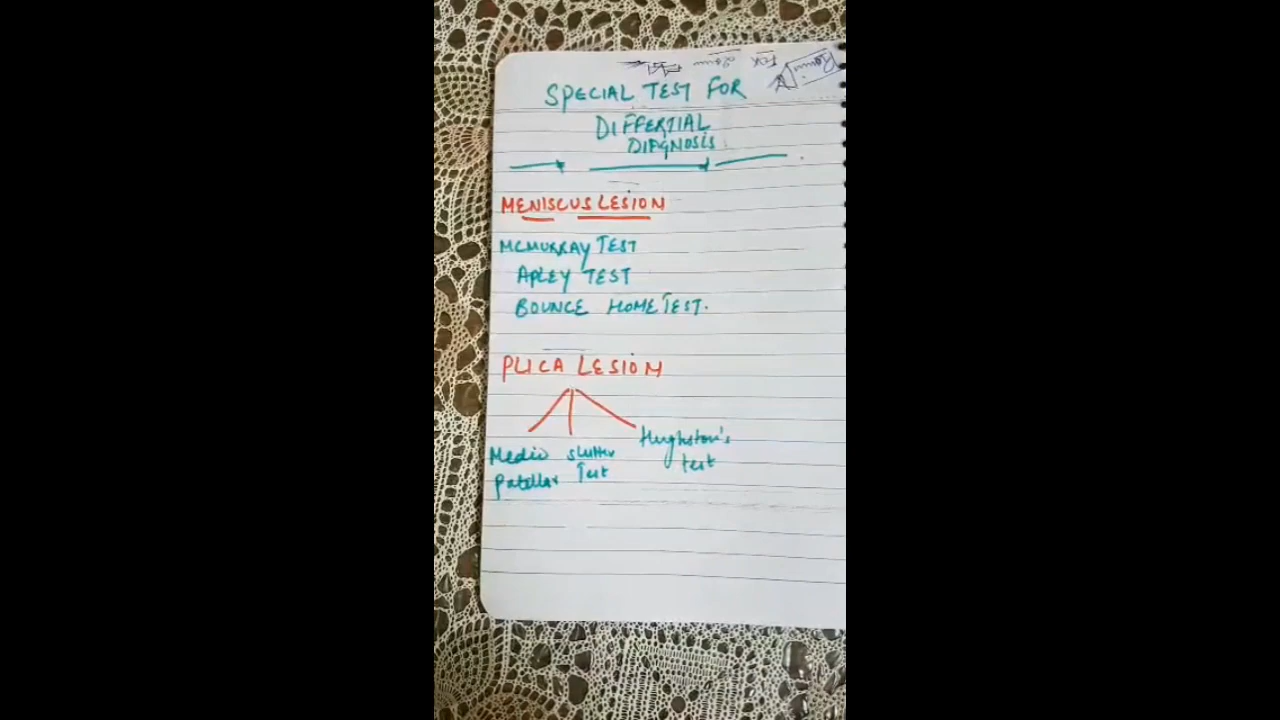 SPECIAL TEST FOR
DIFFERTIAL
DIAGNOSIS
MENISCUS LESION
MCMURRAY TEST
APLEY TEST
BOUNCE HOME TEST.
PLICA LESION
Medio patellar
Stutter Test
Hughston's test